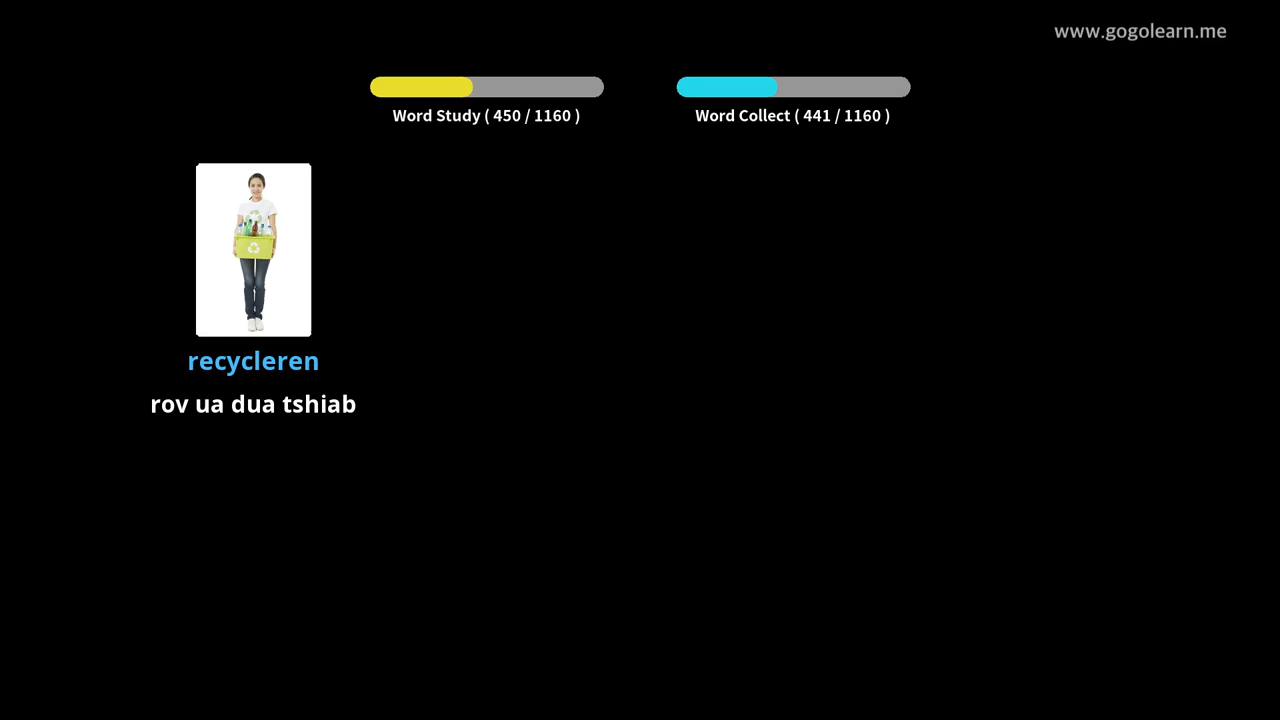 www.gogolearn.me
Word Study ( 450 / 1160 )
Word Collect ( 441 / 1160 )
recycleren
rov ua dua tshiab